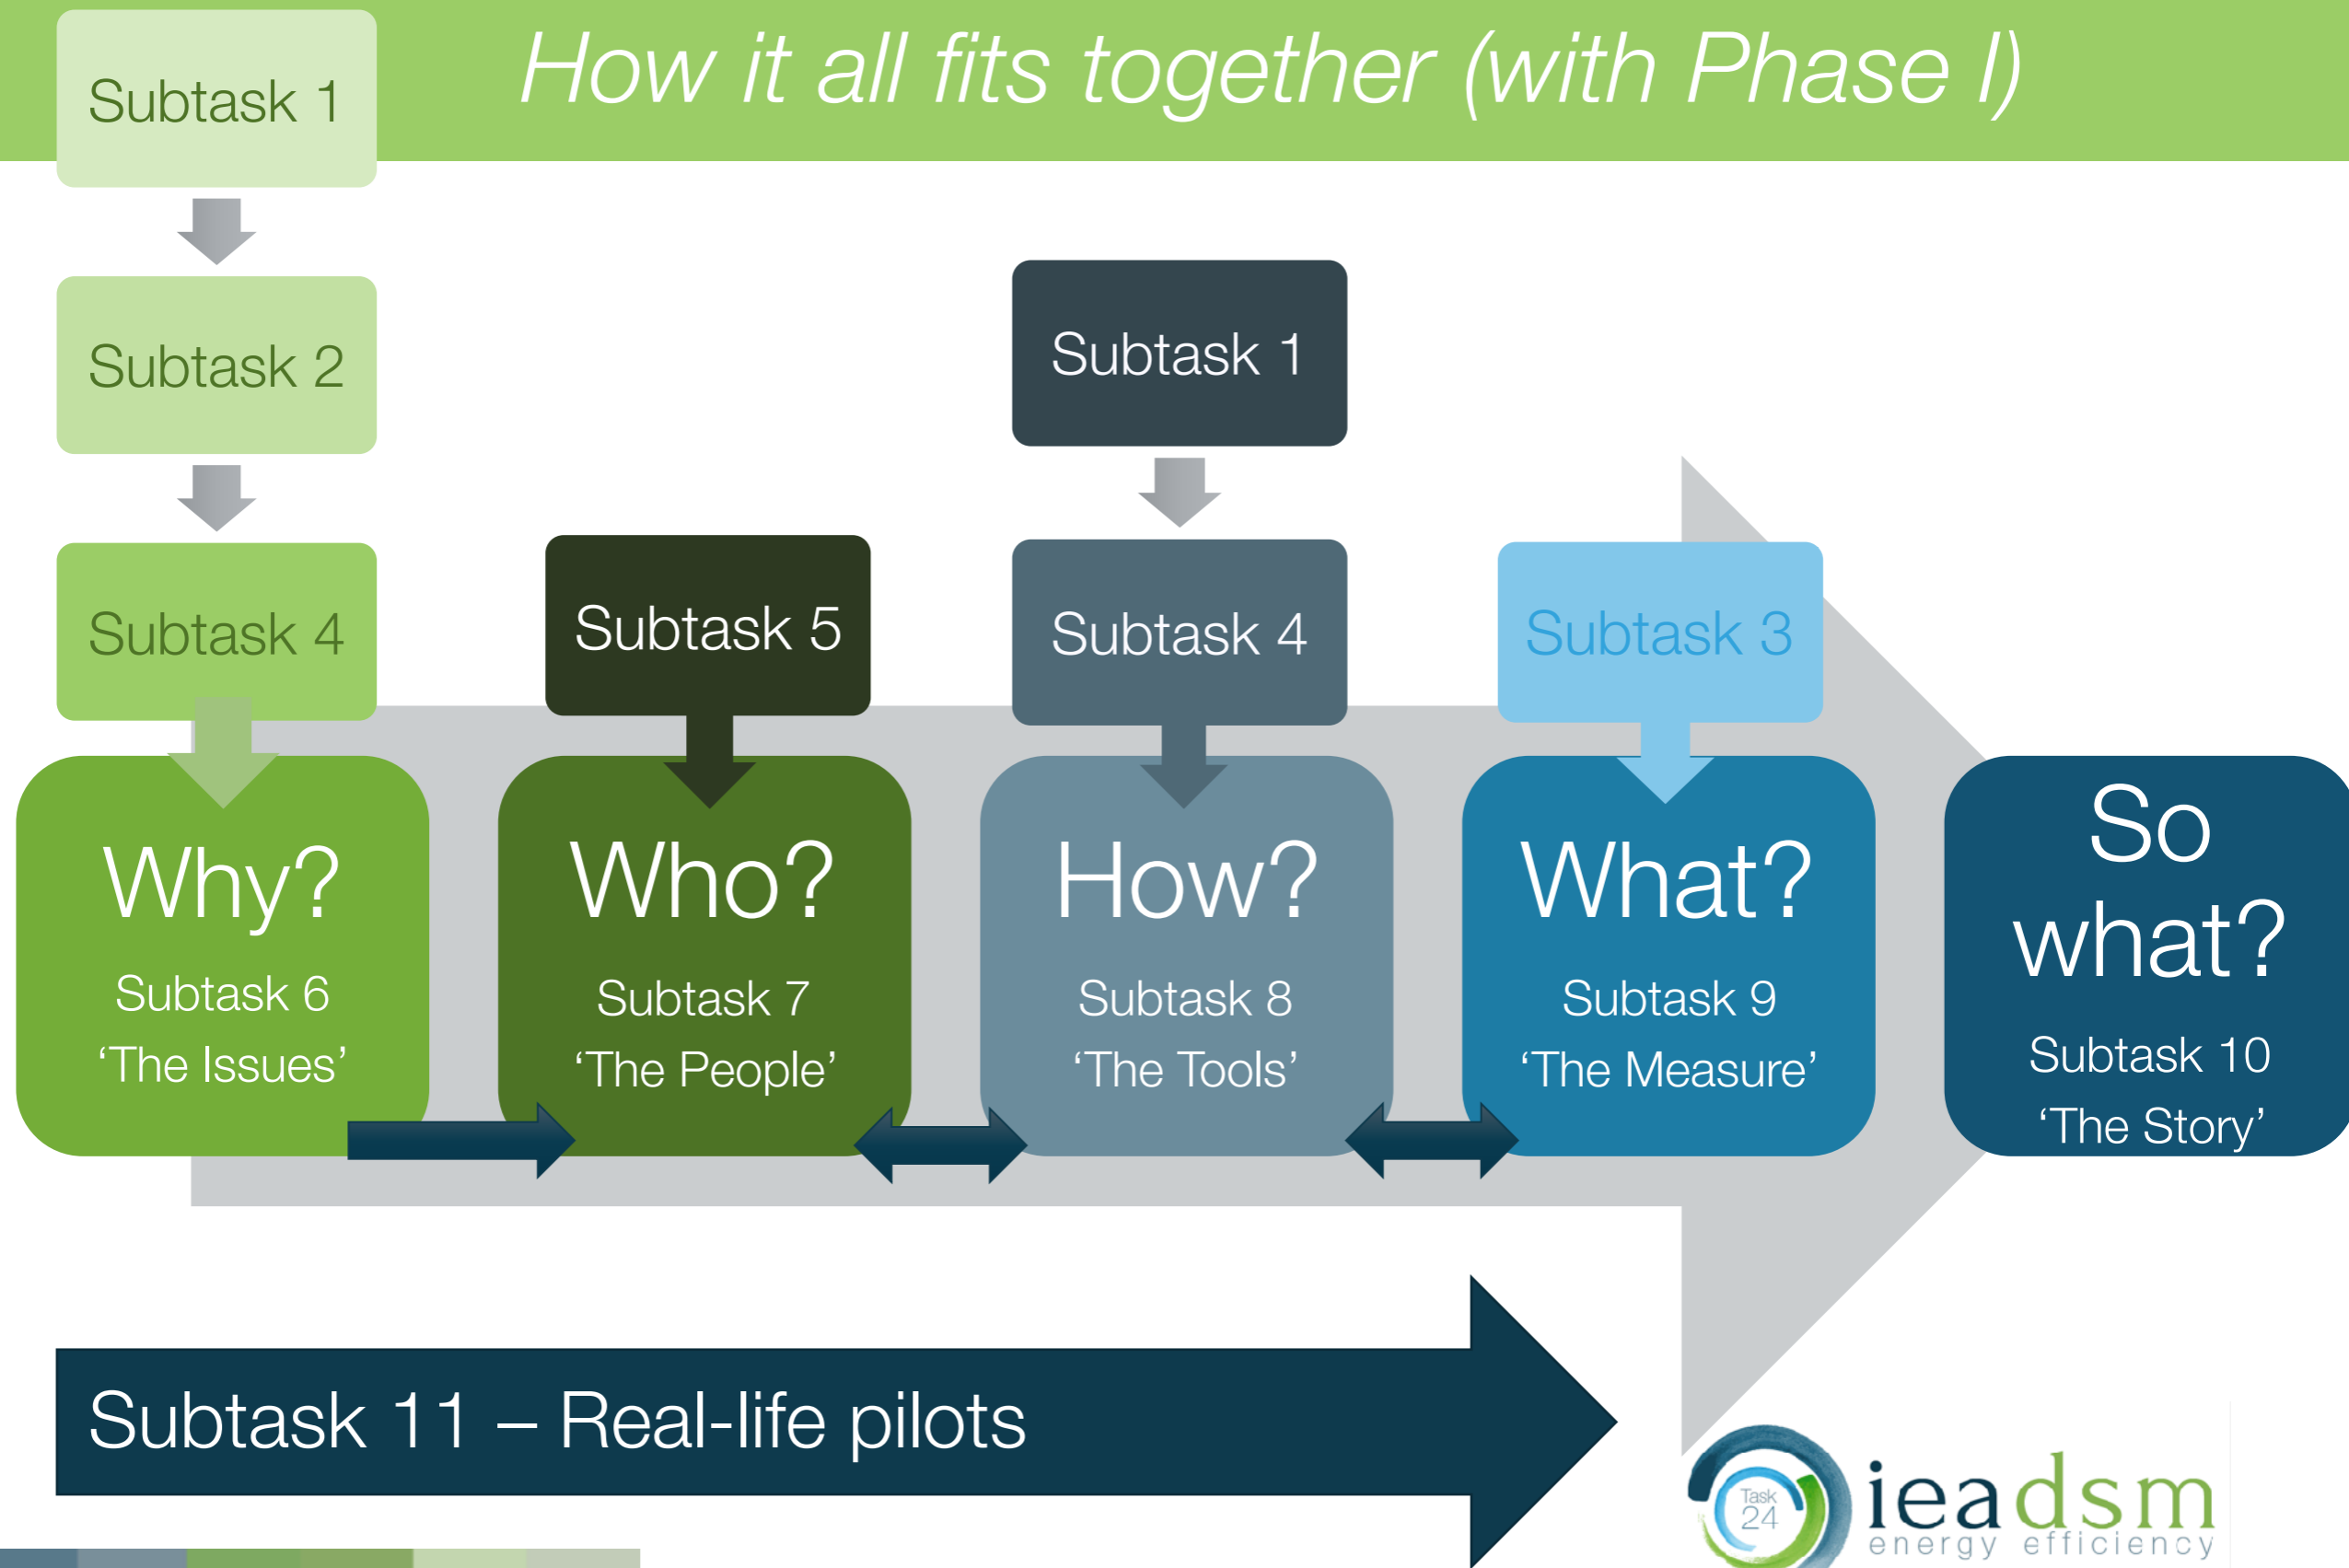 How it all fits together (with Phase I)
Subtask 1
Subtask 2
Subtask 1
Subtask 4
Subtask 5
Subtask 4
Subtask 3
Why?
Subtask 6
‘The Issues’
Who?
Subtask 7
‘The People’
How?
Subtask 8
‘The Tools’
What?
Subtask 9
‘The Measure’
So
what?
Subtask 10
‘The Story’
Subtask 11 – Real-life pilots
Task
24
ieadsm
energy efficiency